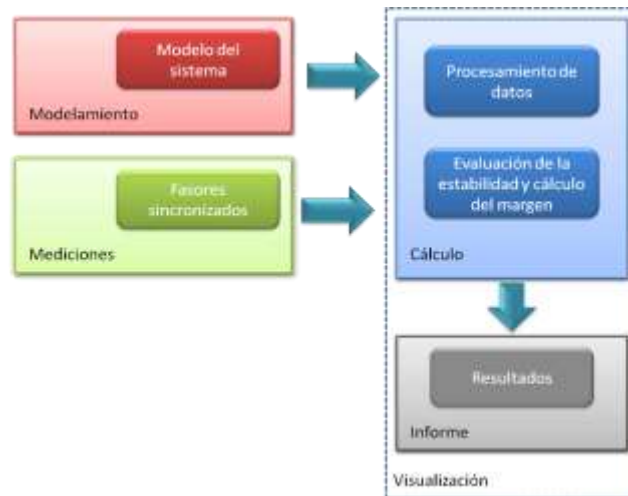 Modelo del
sistema
Modelamiento
Fasores
sincronizados
Mediciones
Procesamiento de
datos
Evaluación de la
estabilidad y cálculo
del margen
Cálculo
Resultados
Informe
Visualización